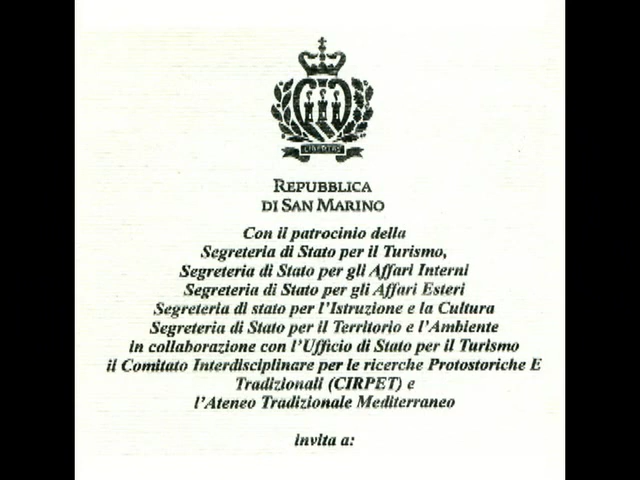 LIBERTAS
REPUBBLICA
DI SAN MARINO
Con il patrocinio della
Segreteria di Stato per il Turismo,
Segreteria di Stato per gli Affari Interni
Segreteria di Stato per gli Affari Esteri
Segreteria di stato per l'Istruzione e la Cultura
Segreteria di Stato per il Territorio e l'Ambiente
in collaborazione con l'Ufficio di Stato per il Turismo
il Comitato Interdisciplinare per le ricerche Protostoriche E
Tradizionali (CIRPET) e
l'Ateneo Tradizionale Mediterraneo
invita a: